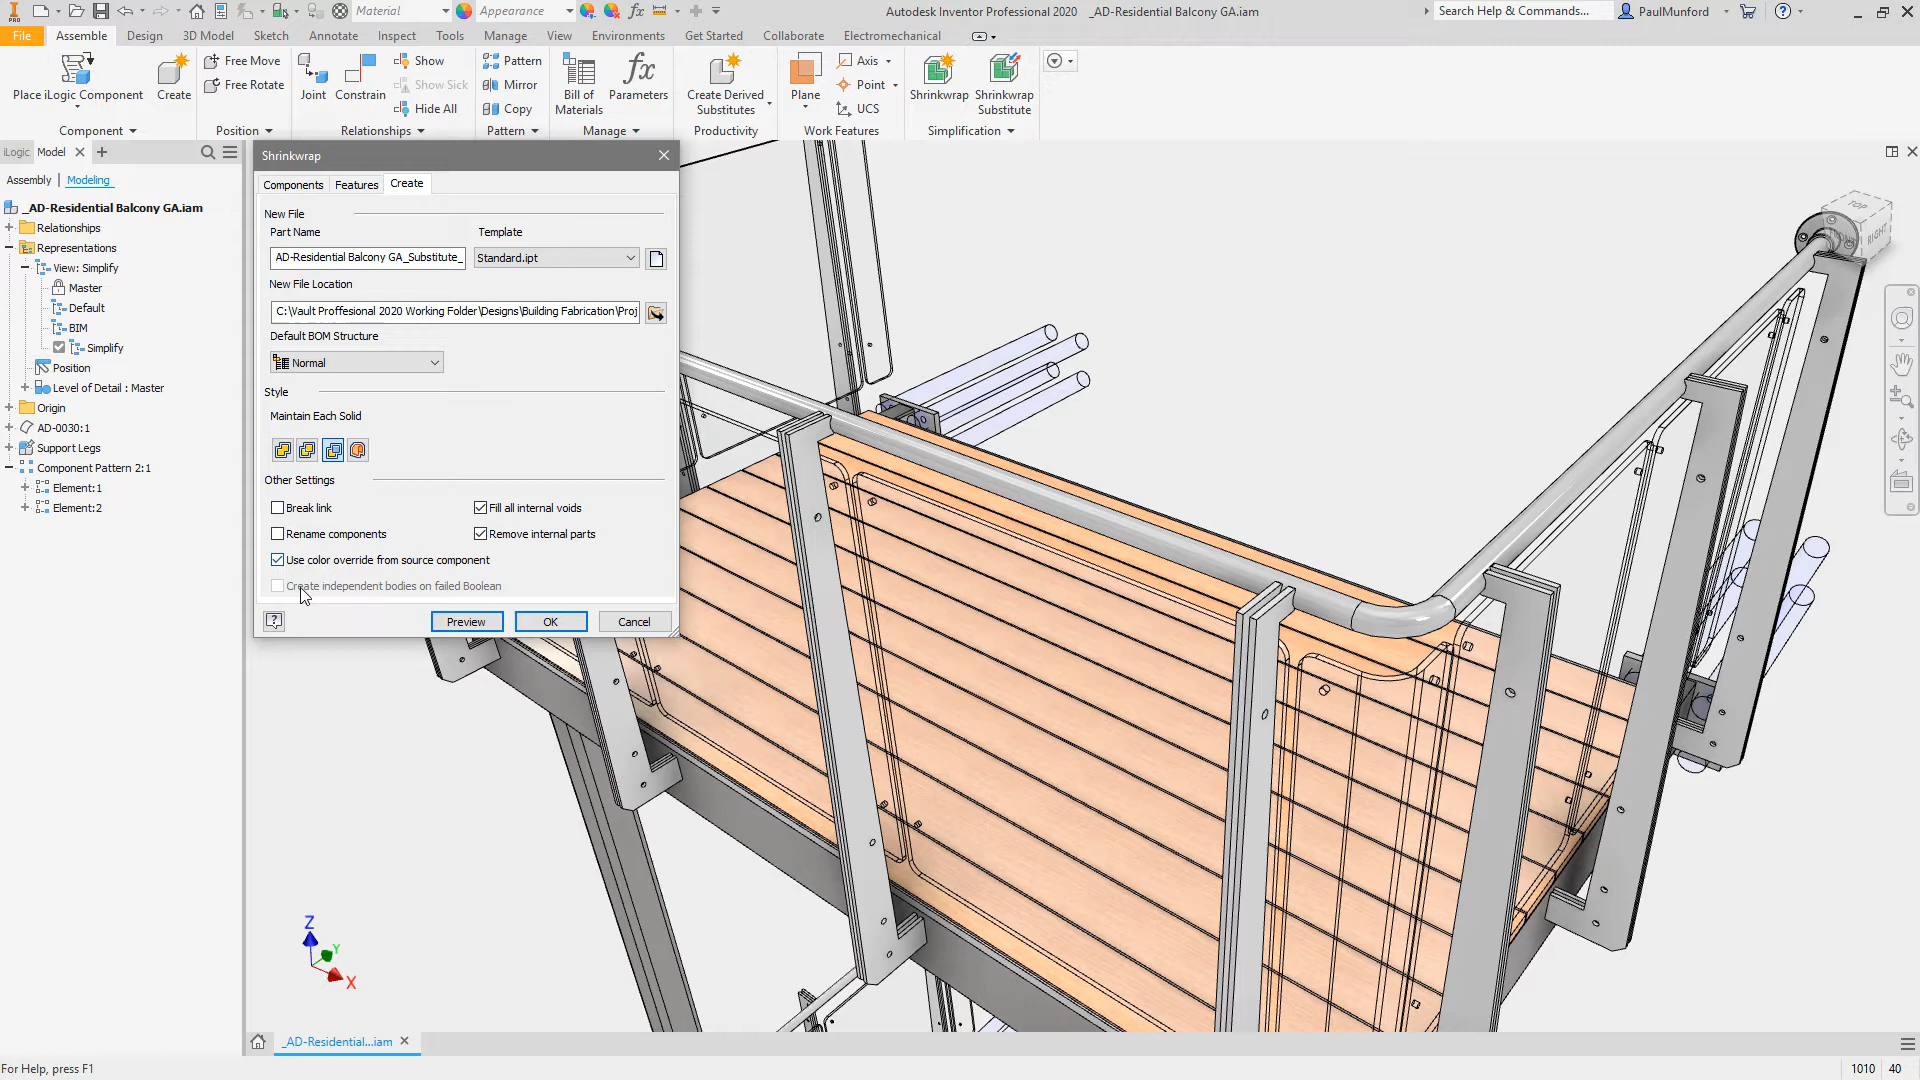 PRO
Material
Appearance
fx
Autodesk Inventor Professional 2020
_AD-Residential Balcony GA.iam
Search Help & Commands...
PaulMunford
File
Assemble
Design
3D Model
Sketch
Annotate
Inspect
Tools
Manage
View
Environments
Get Started
Collaborate
Electromechanical
Place iLogic Component
Create
Free Move
Free Rotate
Joint
Constrain
Show
Show Sick
Hide All
Pattern
Mirror
Copy
Bill of
Materials
fx
Parameters
Create Derived
Substitutes
Plane
Axis
Point
UCS
Shrinkwrap
Shrinkwrap
Substitute
Component
Position
Relationships
Pattern
Manage
Productivity
Work Features
Simplification
iLogic
Model
Assembly
Modeling
_AD-Residential Balcony GA.iam
Relationships
Representations
View: Simplify
Master
Default
BIM
Simplify
Position
Level of Detail : Master
Origin
AD-0030:1
Support Legs
Component Pattern 2:1
Element:1
Element:2
Shrinkwrap
Components
Features
Create
New File
Part Name
Template
AD-Residential Balcony GA_Substitute_
Standard.ipt
New File Location
C:\Vault Proffesional 2020 Working Folder\Designs\Building Fabrication\Proj
Default BOM Structure
Normal
Style
Maintain Each Solid
Other Settings
Break link
Fill all internal voids
Rename components
Remove internal parts
Use color override from source component
Create independent bodies on failed Boolean
Preview
OK
Cancel
TOP
FRONT
RIGHT
Z
Y
X
_AD-Residential...iam
For Help, press F1
1010
40